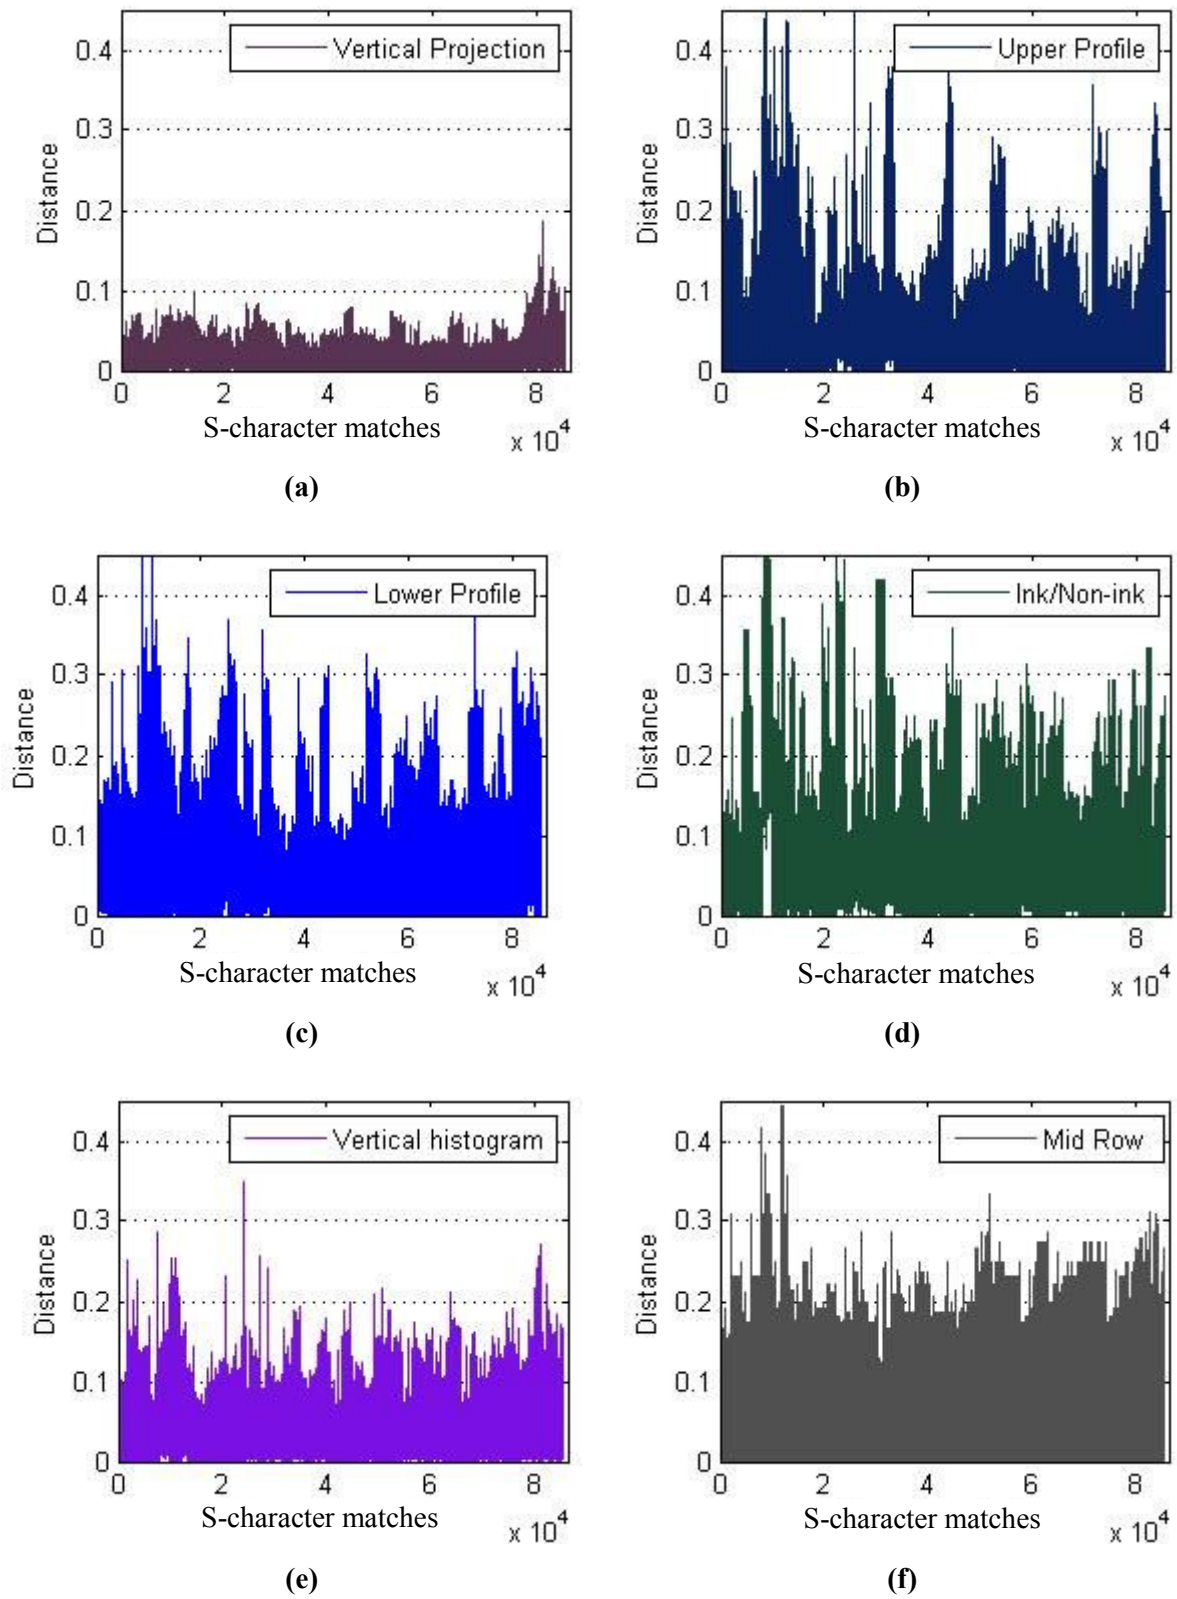 0.4
0.3
0.2
0.1
0
Distance
Vertical Projection
0 2 4 6 8
S-character matches
x 10^4
(a)
0.4
0.3
0.2
0.1
0
Distance
Upper Profile
0 2 4 6 8
S-character matches
x 10^4
(b)
0.4
0.3
0.2
0.1
0
Distance
Lower Profile
0 2 4 6 8
S-character matches
x 10^4
(c)
0.4
0.3
0.2
0.1
0
Distance
Ink/Non-ink
0 2 4 6 8
S-character matches
x 10^4
(d)
0.4
0.3
0.2
0.1
0
Distance
Vertical histogram
0 2 4 6 8
S-character matches
x 10^4
(e)
0.4
0.3
0.2
0.1
0
Distance
Mid Row
0 2 4 6 8
S-character matches
x 10^4
(f)